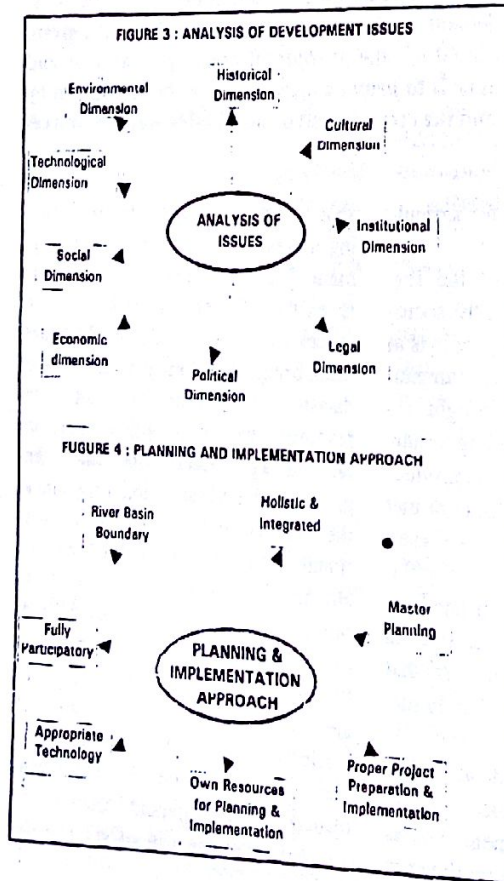 FIGURE 3 : ANALYSIS OF DEVELOPMENT ISSUES
Historical
Dimension
Environmental
Dimension
Cultural
Dimension
Technological
Dimension
ANALYSIS OF
ISSUES
Institutional
Dimension
Social
Dimension
Economic
dimension
Legal
Dimension
Political
Dimension
FUGURE 4 : PLANNING AND IMPLEMENTATION APPROACH
River Basin
Boundary
Holistic &
Integrated
Master
Planning
Fully
Participatory
PLANNING &
IMPLEMENTATION
APPROACH
Appropriate
Technology
Own Resources
for Planning &
Implementation
Proper Project
Preparation &
Implementation